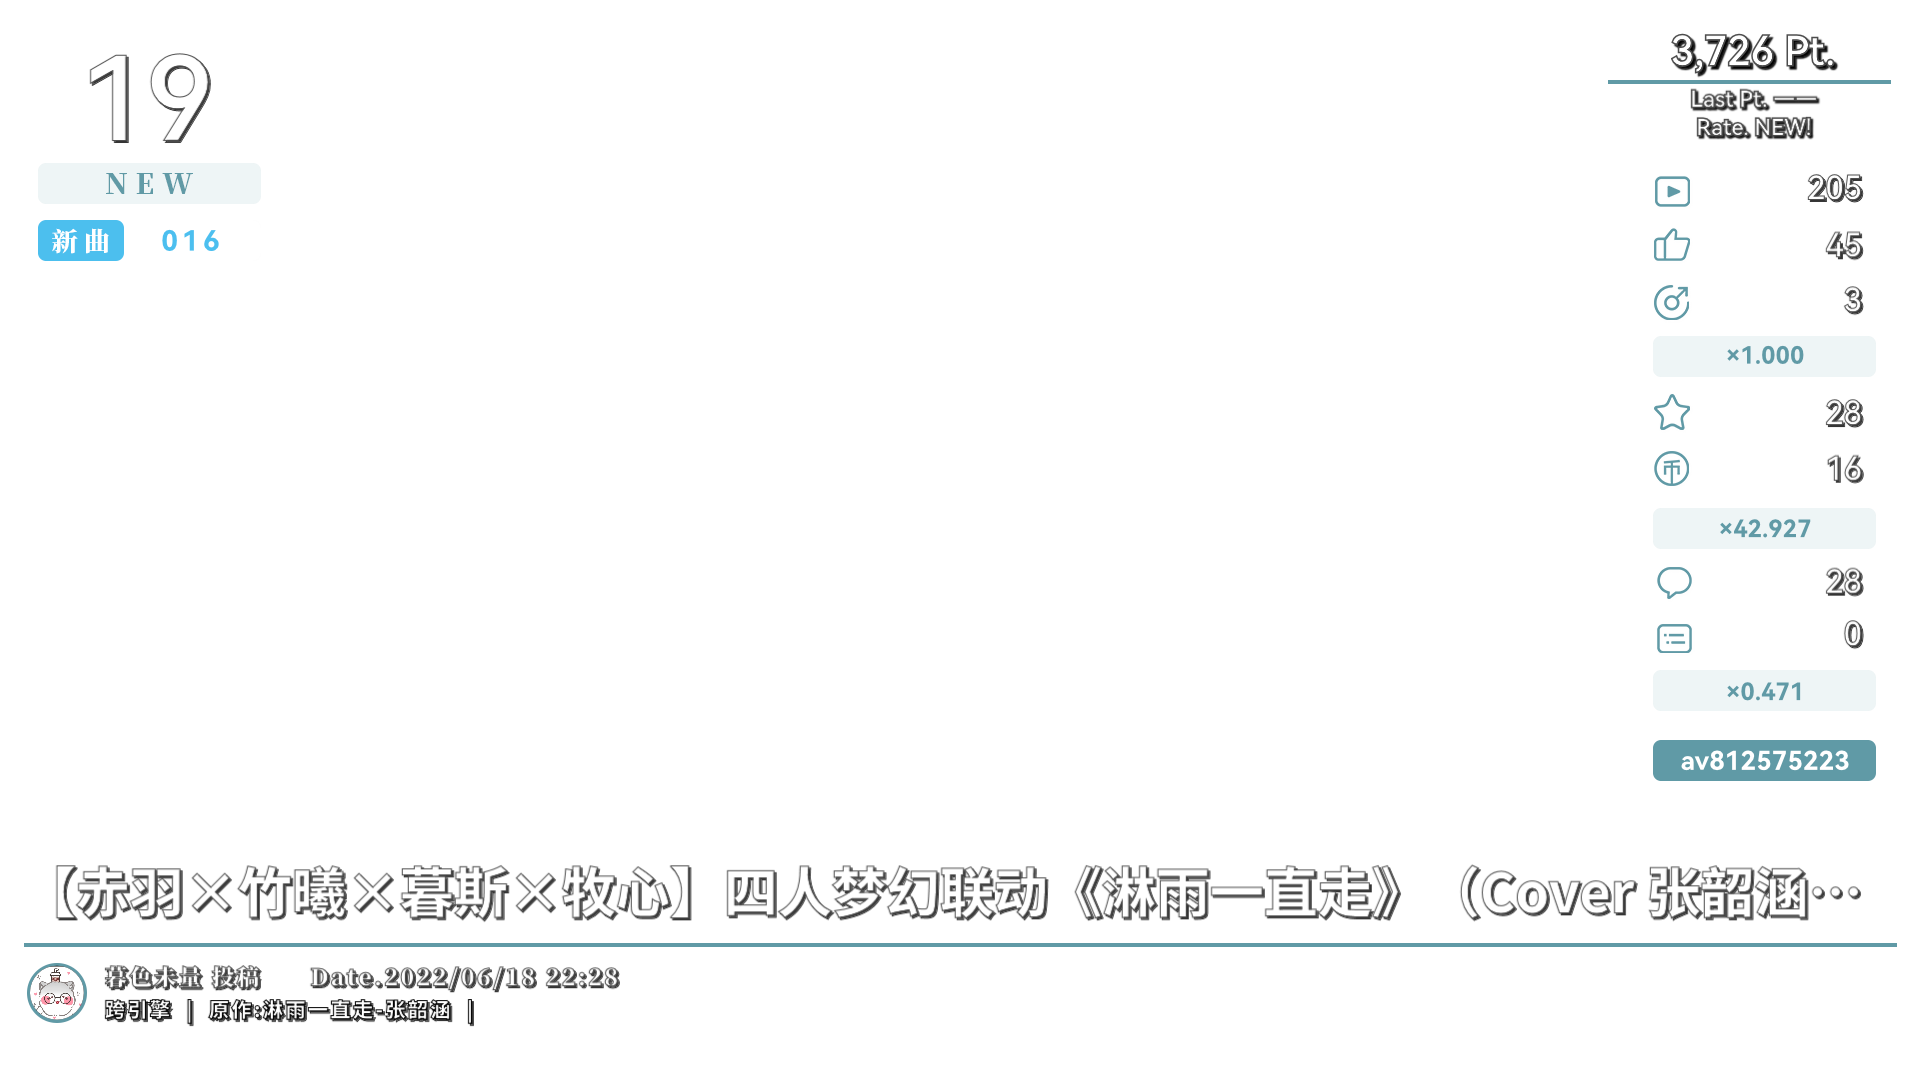 19
NEW
新曲 016
3,726 Pt.
Last Pt. ——
Rate. NEW!
205
45
3
×1.000
28
16
×42.927
28
0
×0.471
av812575223
【赤羽×竹曦×暮斯×牧心】四人梦幻联动《淋雨一直走》（Cover 张韶涵…
暮色未量 投稿 Date.2022/06/18 22:28
跨引擎 | 原作:淋雨一直走-张韶涵 |